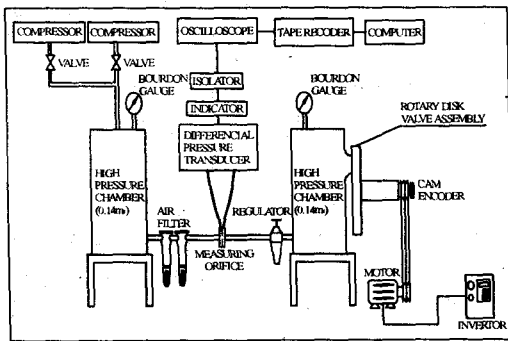 COMPRESSOR
COMPRESSOR
OSCILLOSCOPE
TAPE RECODER
COMPUTER
VALVE
VALVE
BOURDON
GAUGE
ISOLATOR
INDICATOR
DIFFERENCIAL
PRESSURE
TRANSDUCER
BOURDON
GAUGE
ROTARY DISK
VALVE ASSEMBLY
HIGH
PRESSURE
CHAMBER
(0.14m₃)
AIR
FILTER
MEASURING
ORIFICE
REGULATOR
HIGH
PRESSURE
CHAMBER
(0.14m₃)
CAM
ENCODER
MOTOR
INVERTOR